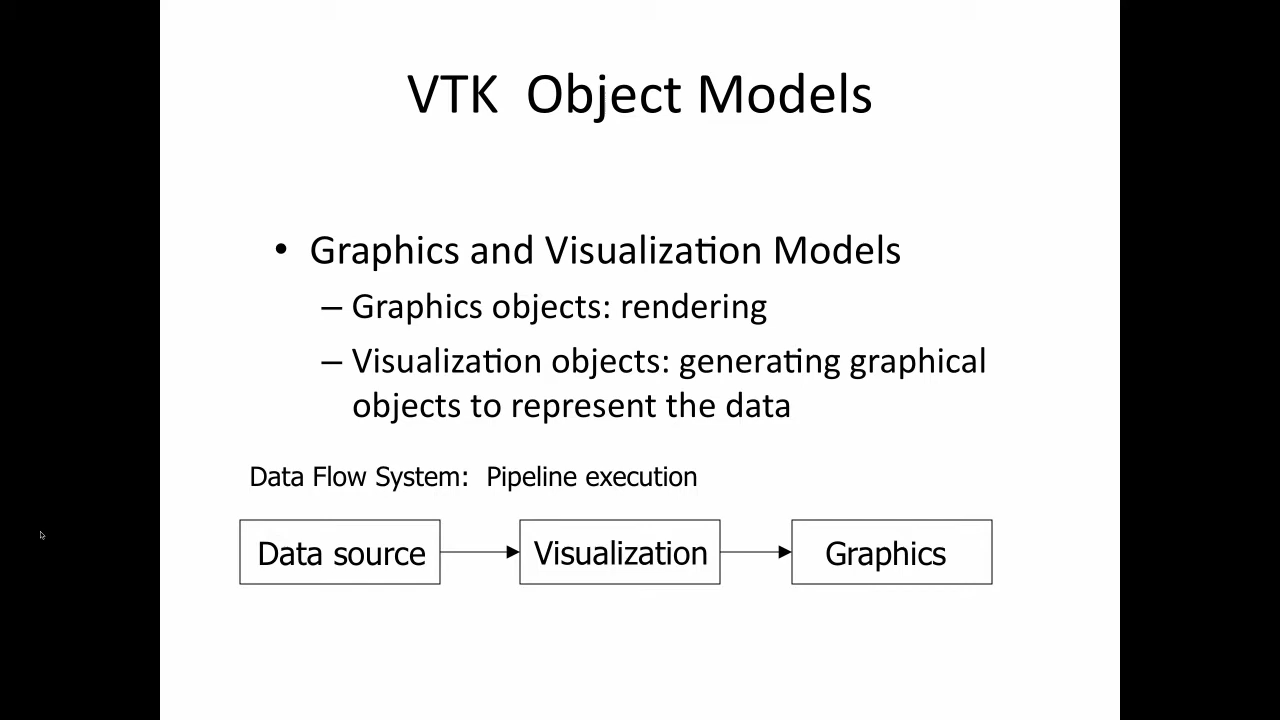 VTK  Object Models
• Graphics and Visualization Models
– Graphics objects: rendering
– Visualization objects: generating graphical
objects to represent the data
Data Flow System:  Pipeline execution
Data source
Visualization
Graphics